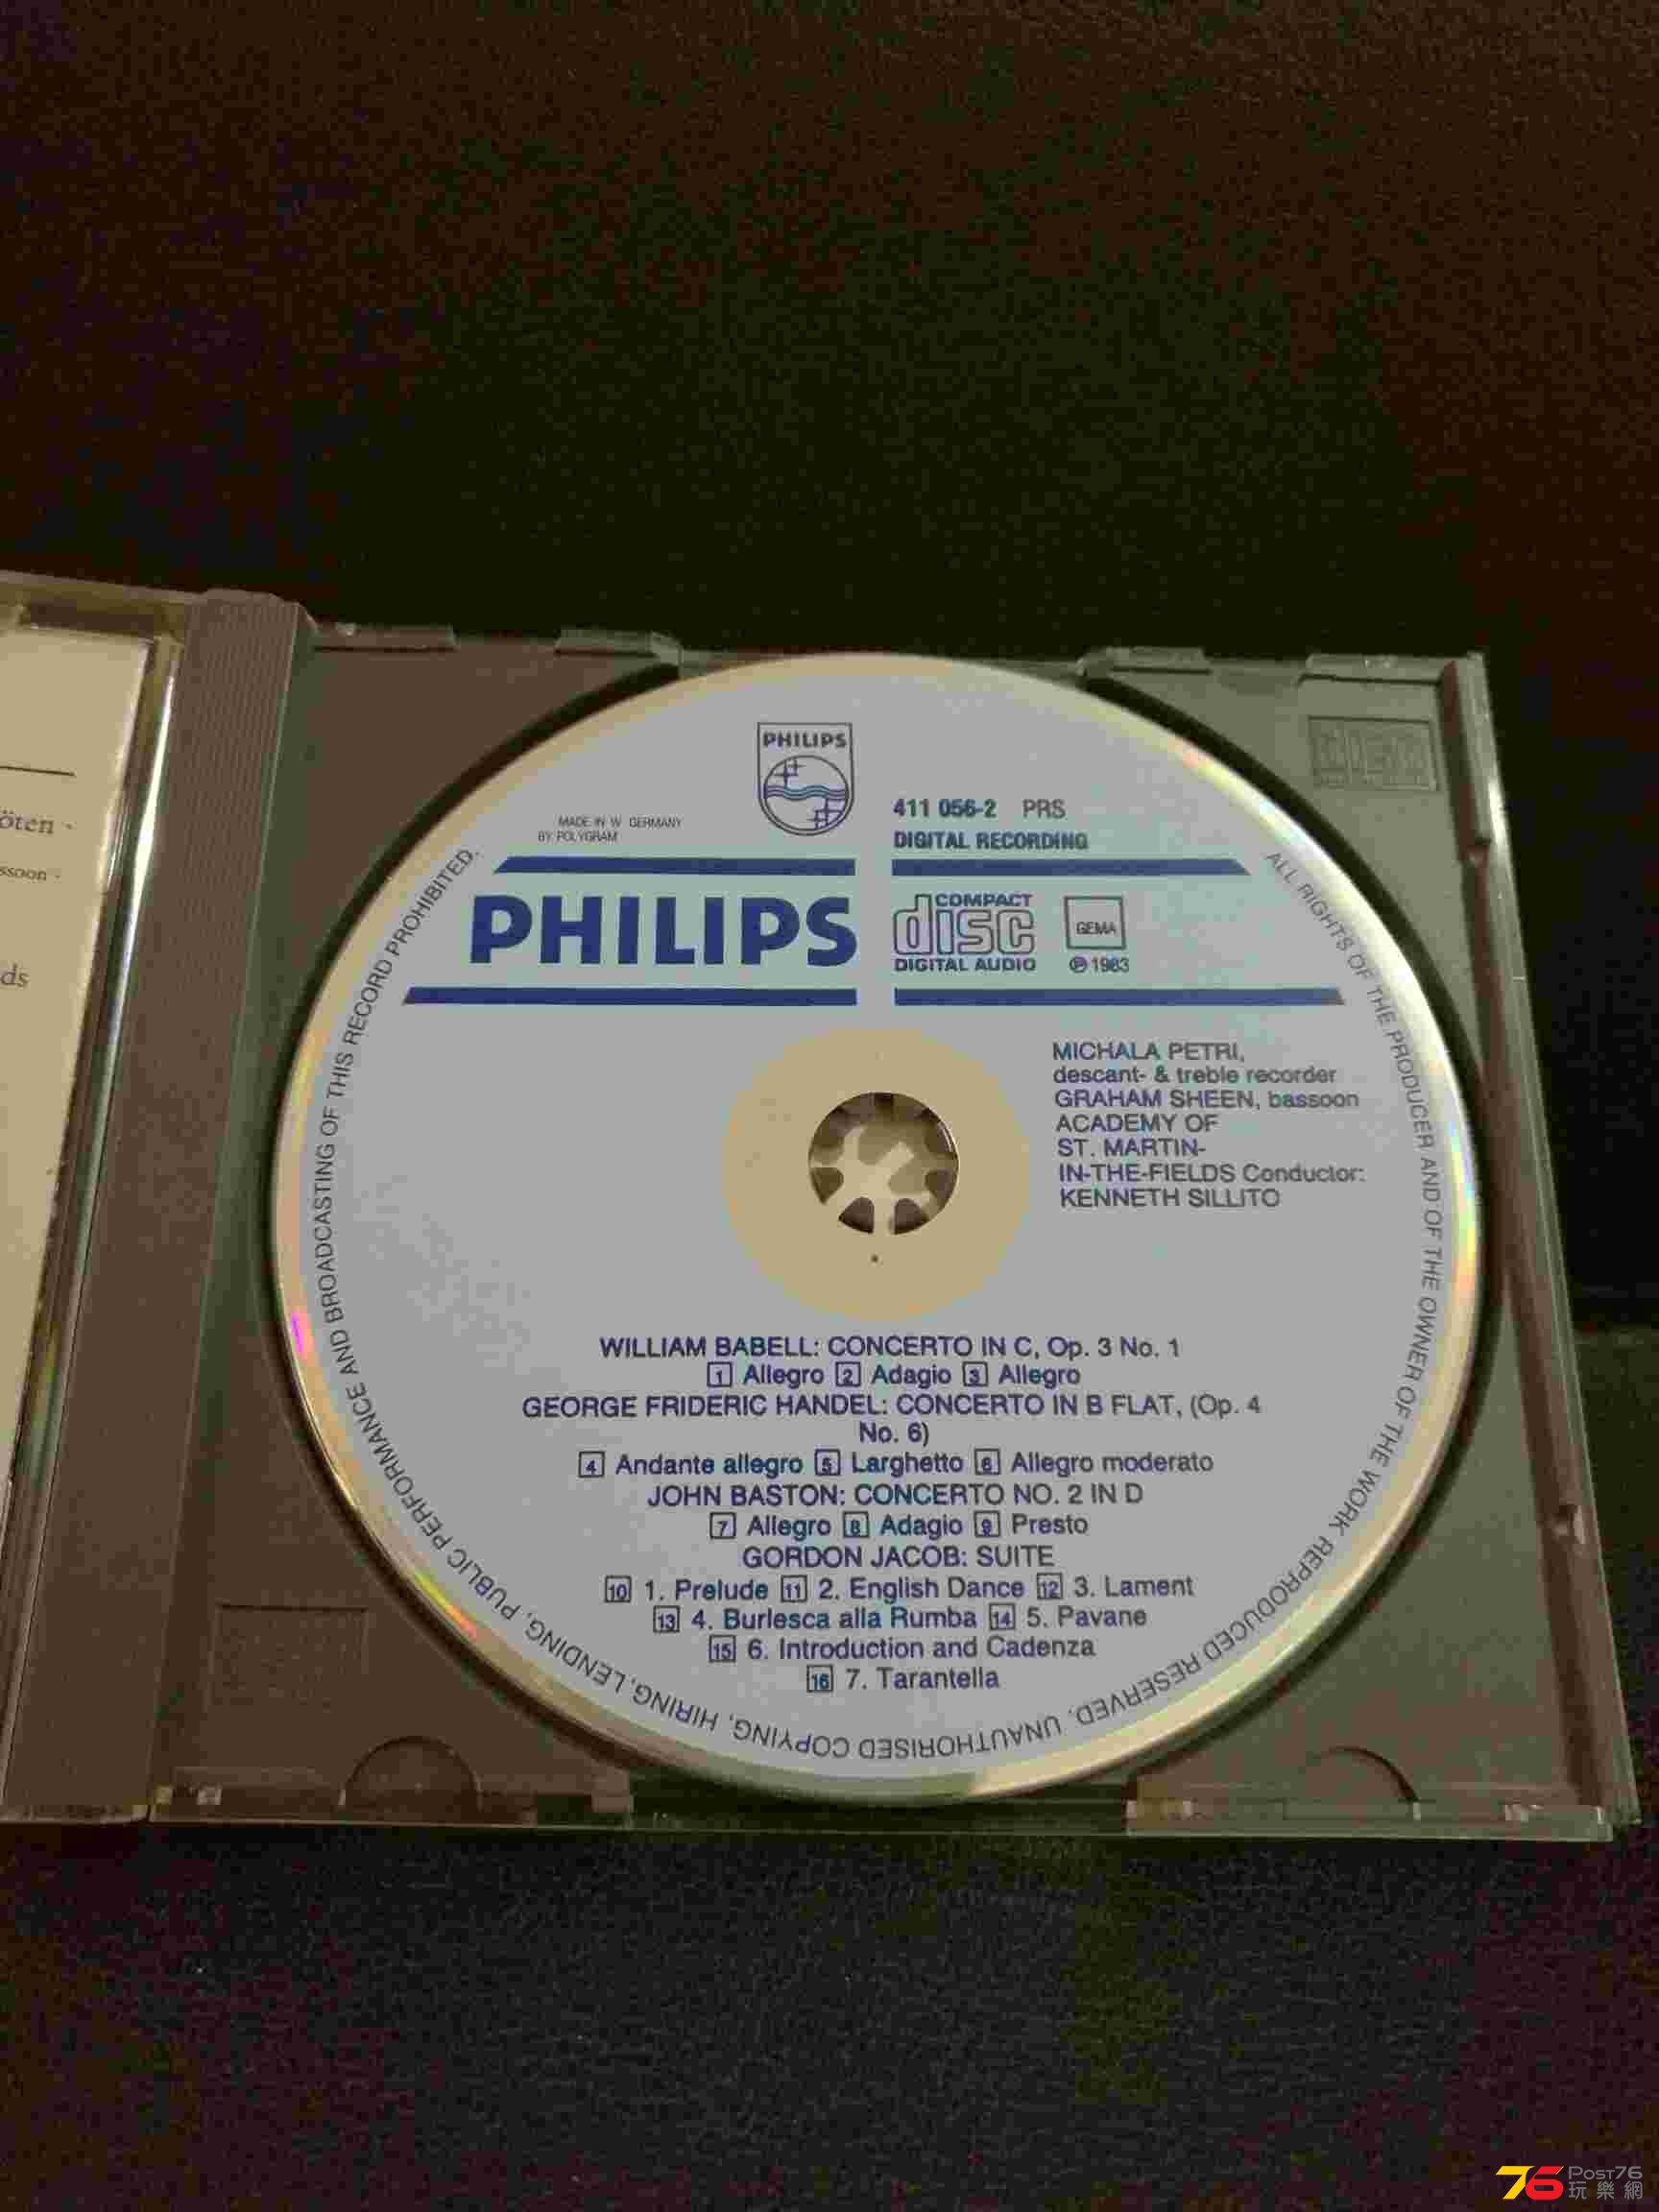 PHILIPS
MADE IN W. GERMANY
BY POLYGRAM
411 056-2 PRS
DIGITAL RECORDING
PHILIPS
COMPACT
disc
DIGITAL AUDIO
GEMA
℗ 1983
MICHALA PETRI,
descant- & treble recorder
GRAHAM SHEEN, bassoon
ACADEMY OF
ST. MARTIN-
IN-THE-FIELDS Conductor:
KENNETH SILLITO
WILLIAM BABELL: CONCERTO IN C, Op. 3 No. 1
1 Allegro 2 Adagio 3 Allegro
GEORGE FRIDERIC HANDEL: CONCERTO IN B FLAT, (Op. 4
No. 6)
4 Andante allegro 5 Larghetto 6 Allegro moderato
JOHN BASTON: CONCERTO NO. 2 IN D
7 Allegro 8 Adagio 9 Presto
GORDON JACOB: SUITE
10 1. Prelude 11 2. English Dance 12 3. Lament
13 4. Burlesca alla Rumba 14 5. Pavane
15 6. Introduction and Cadenza
16 7. Tarantella
ALL RIGHTS OF THE PRODUCER AND OF THE OWNER OF THE WORK REPRODUCED RESERVED. UNAUTHORISED COPYING, HIRING, LENDING, PUBLIC PERFORMANCE AND BROADCASTING OF THIS RECORD PROHIBITED.
öten -
ssoon -
ds
76 POST76
玩樂網